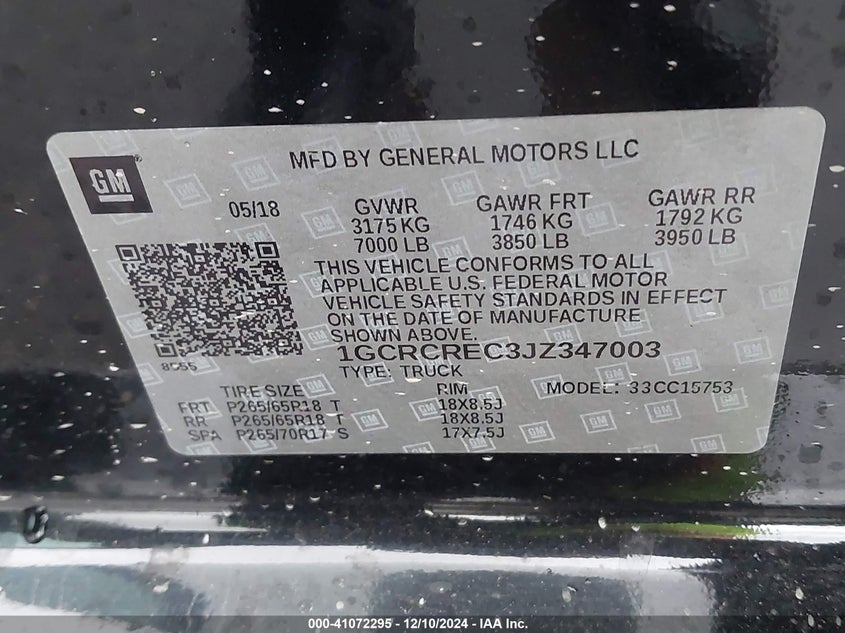 GM
MFD BY GENERAL MOTORS LLC
05/18 GVWR GAWR FRT GAWR RR
3175 KG 1746 KG 1792 KG
7000 LB 3850 LB 3950 LB
THIS VEHICLE CONFORMS TO ALL
APPLICABLE U.S. FEDERAL MOTOR
VEHICLE SAFETY STANDARDS IN EFFECT
ON THE DATE OF MANUFACTURE
SHOWN ABOVE.
1GCRCREC3JZ347003
TYPE: TRUCK
8C55
TIRE SIZE RIM MODEL: 33CC15753
FRT P265/65R18 T 18X8.5J
RR P265/65R18 T 18X8.5J
SPA P265/70R17 S 17X7.5J
000-41072295 - 12/10/2024 - IAA Inc.